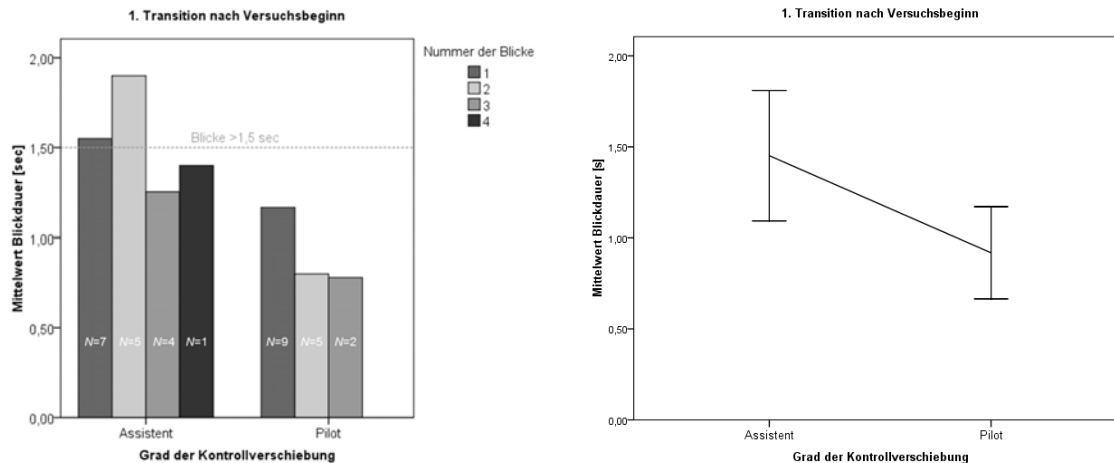 1. Transition nach Versuchsbeginn
Nummer der Blicke
1
2
3
4
2,00
1,50
1,00
0,50
0,00
Mittelwert Blickdauer [sec]
Blicke >1,5 sec
N=7
N=5
N=4
N=1
N=9
N=5
N=2
Assistent
Pilot
Grad der Kontrollverschiebung
1. Transition nach Versuchsbeginn
2,00
1,50
1,00
0,50
0,00
Mittelwert Blickdauer [s]
Assistent
Pilot
Grad der Kontrollverschiebung